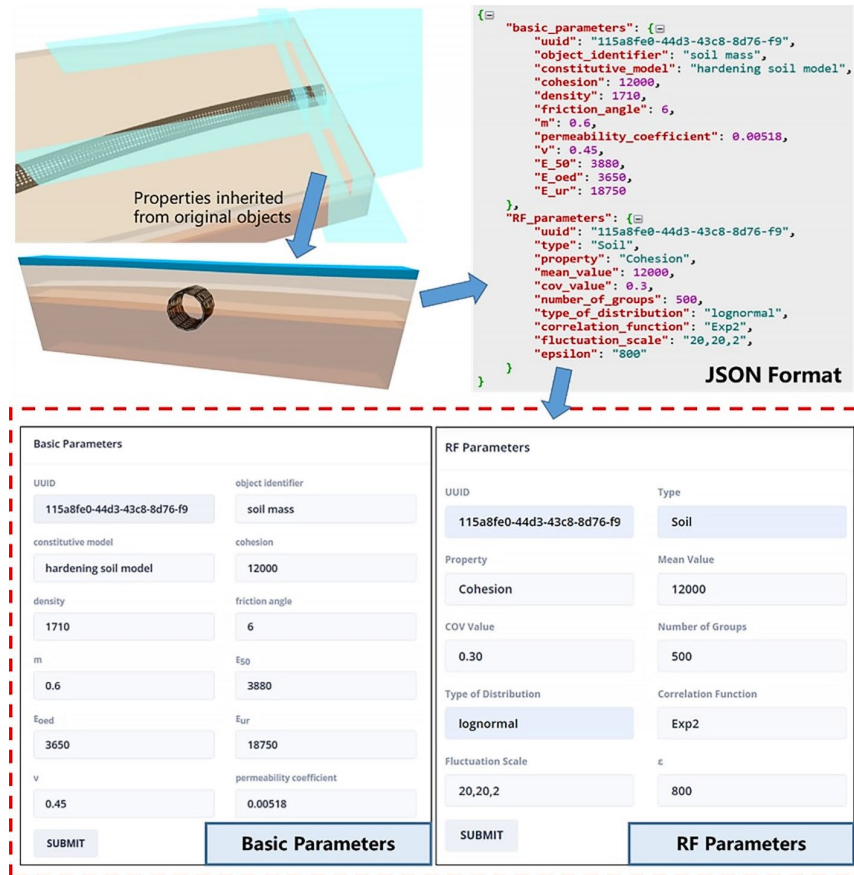 Properties inherited
from original objects
{
"basic_parameters": {
"uuid": "115a8fe0-44d3-43c8-8d76-f9",
"object_identifier": "soil mass",
"constitutive_model": "hardening soil model",
"cohesion": 12000,
"density": 1710,
"friction_angle": 6,
"m": 0.6,
"permeability_coefficient": 0.00518,
"v": 0.45,
"E_50": 3880,
"E_oed": 3650,
"E_ur": 18750
},
"RF_parameters": {
"uuid": "115a8fe0-44d3-43c8-8d76-f9",
"type": "Soil",
"property": "Cohesion",
"mean_value": 12000,
"cov_value": 0.3,
"number_of_groups": 500,
"type_of_distribution": "lognormal",
"correlation_function": "Exp2",
"fluctuation_scale": "20,20,2",
"epsilon": "800"
}
}
JSON Format
Basic Parameters
UUID object identifier
115a8fe0-44d3-43c8-8d76-f9 soil mass
constitutive model cohesion
hardening soil model 12000
density friction angle
1710 6
m E50
0.6 3880
Eoed Eur
3650 18750
v permeability coefficient
0.45 0.00518
SUBMIT
Basic Parameters
RF Parameters
UUID Type
115a8fe0-44d3-43c8-8d76-f9 Soil
Property Mean Value
Cohesion 12000
COV Value Number of Groups
0.30 500
Type of Distribution Correlation Function
lognormal Exp2
Fluctuation Scale ε
20,20,2 800
SUBMIT
RF Parameters